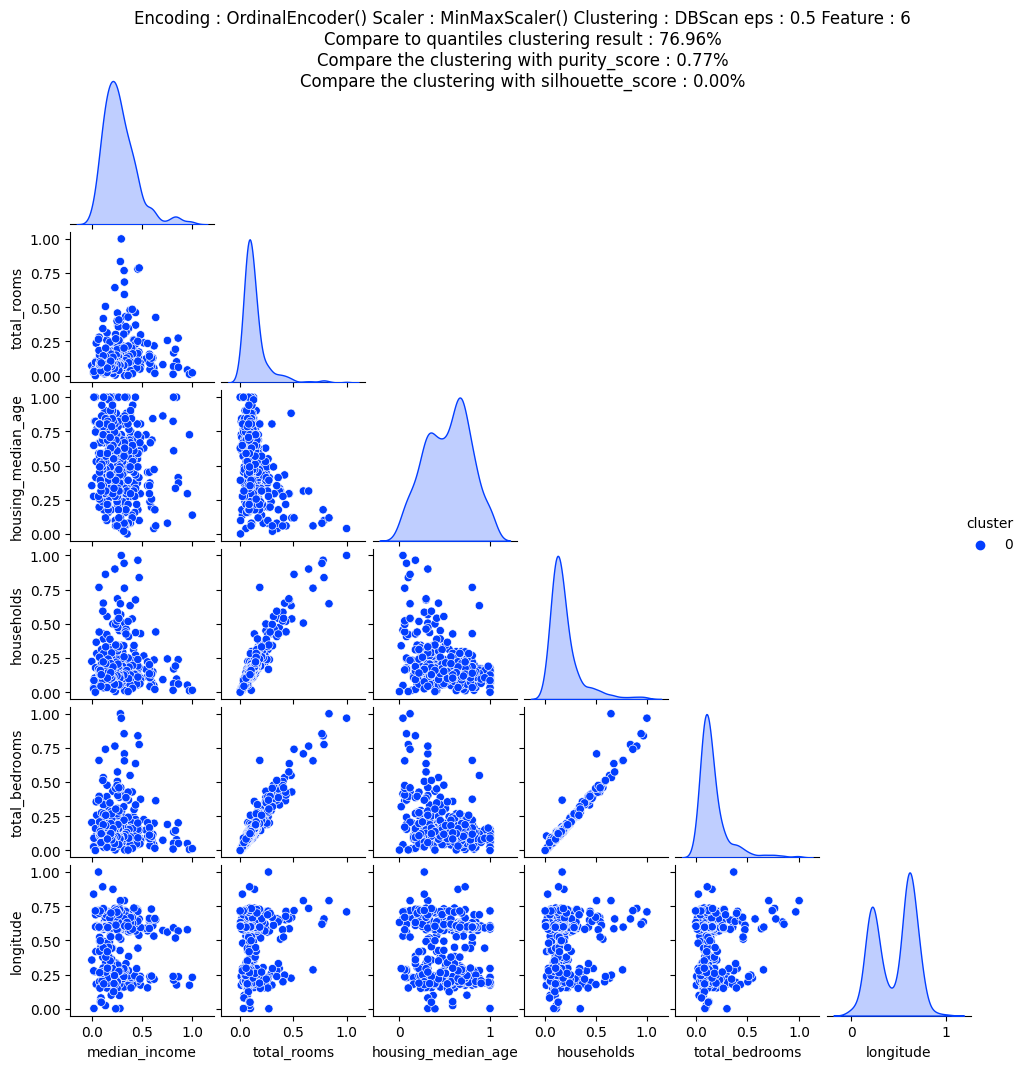 Encoding : OrdinalEncoder() Scaler : MinMaxScaler() Clustering : DBScan eps : 0.5 Feature : 6
Compare to quantiles clustering result : 76.96%
Compare the clustering with purity_score : 0.77%
Compare the clustering with silhouette_score : 0.00%
1.00
0.75
0.50
0.25
0.00
total_rooms
1.00
0.75
0.50
0.25
0.00
housing_median_age
cluster
0
1.00
0.75
0.50
0.25
0.00
households
1.00
0.75
0.50
0.25
0.00
total_bedrooms
1.00
0.75
0.50
0.25
0.00
longitude
0.0 0.5 1.0
median_income
0.0 0.5 1.0
total_rooms
0 1
housing_median_age
0.0 0.5 1.0
households
0.0 0.5 1.0
total_bedrooms
0 1
longitude